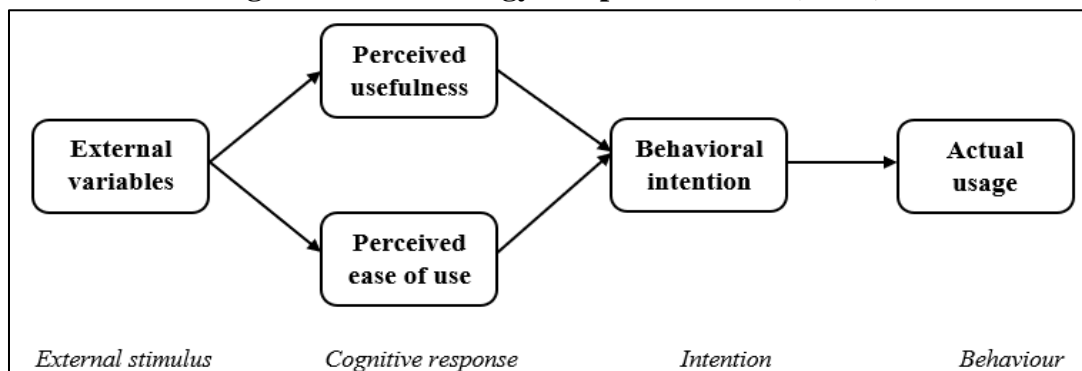 Perceived
usefulness
External
variables
Behavioral
intention
Actual
usage
Perceived
ease of use
External stimulus
Cognitive response
Intention
Behaviour